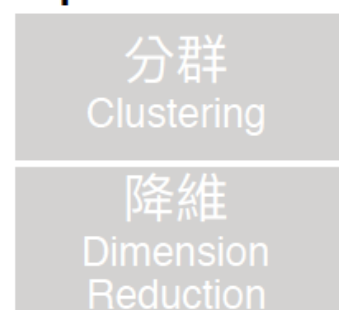 分群
Clustering
降維
Dimension
Reduction